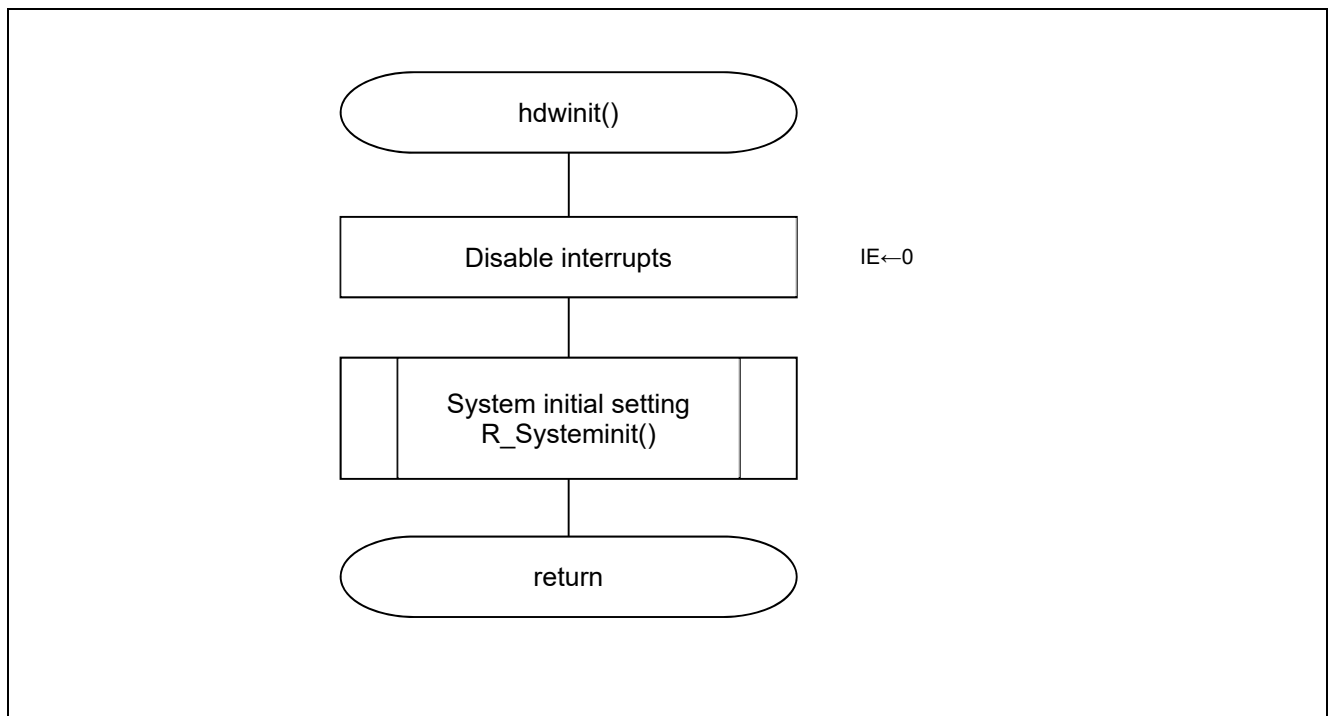 hdwinit()
Disable interrupts
IE←0
System initial setting
R_Systeminit()
return